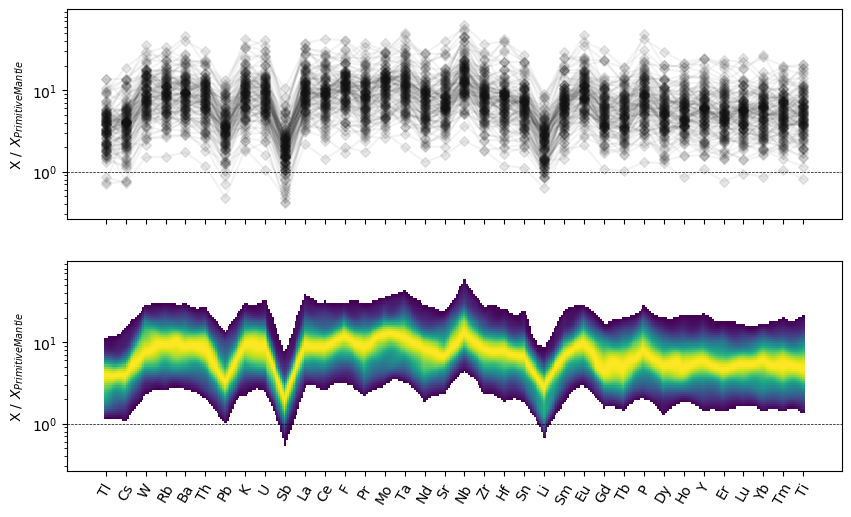 X / X_PrimitiveMantle
10^1
10^0
X / X_PrimitiveMantle
10^1
10^0
Tl Cs W Rb Ba Th Pb K U Sb La Ce F Pr Mo Ta Nd Sr Nb Zr Hf Sn Li Sm Eu Gd Tb P Dy Ho Y Er Lu Yb Tm Ti